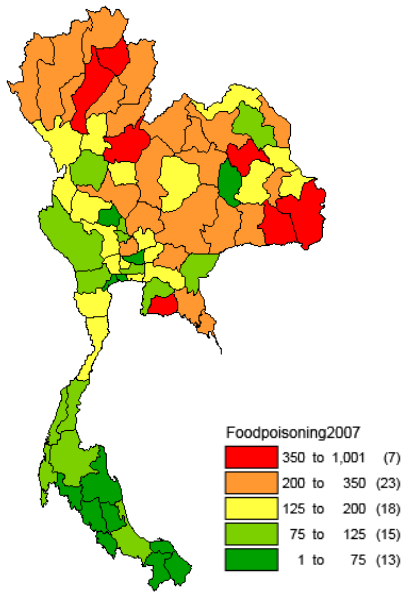 Foodpoisoning2007
350 to 1,001 (7)
200 to 350 (23)
125 to 200 (18)
75 to 125 (15)
1 to 75 (13)